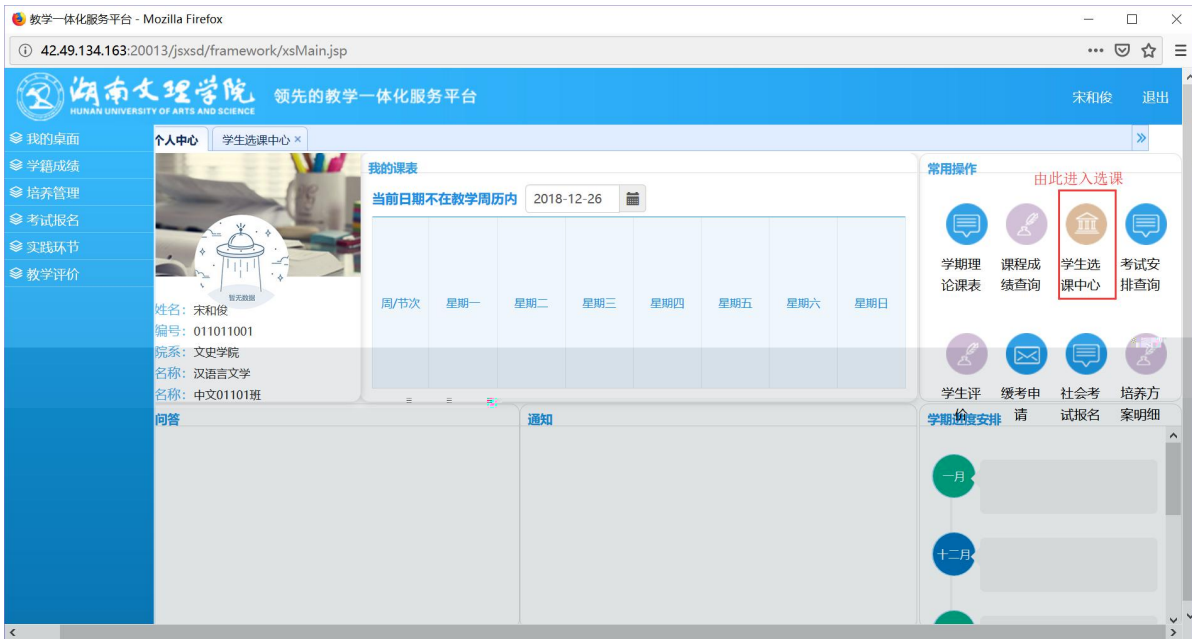 教学一体化服务平台 - Mozilla Firefox
42.49.134.163:20013/jsxsd/framework/xsMain.jsp
湖南文理学院
HUNAN UNIVERSITY OF ARTS AND SCIENCE
领先的教学一体化服务平台
宋和俊 退出
我的桌面
学籍成绩
培养管理
考试报名
实践环节
教学评价
个人中心 学生选课中心 ×
暂无数据
姓名：宋和俊
编号：011011001
院系：文史学院
名称：汉语言文学
名称：中文01101班
我的课表
当前日期不在教学周历内 2018-12-26
周/节次 星期一 星期二 星期三 星期四 星期五 星期六 星期日
常用操作
由此进入选课
学期理
论课表
课程成
绩查询
学生选
课中心
考试安
排查询
学生评
价
缓考申
请
社会考
试报名
培养方
案明细
问答
通知
学期进度安排
一月
十二月